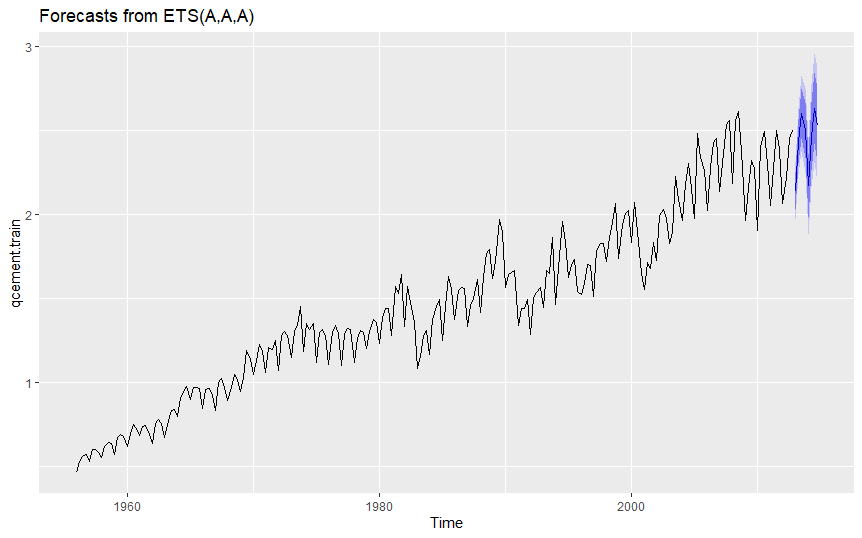 Forecasts from ETS(A,A,A)
3
2
1
qcement.train
1960
1980
2000
Time